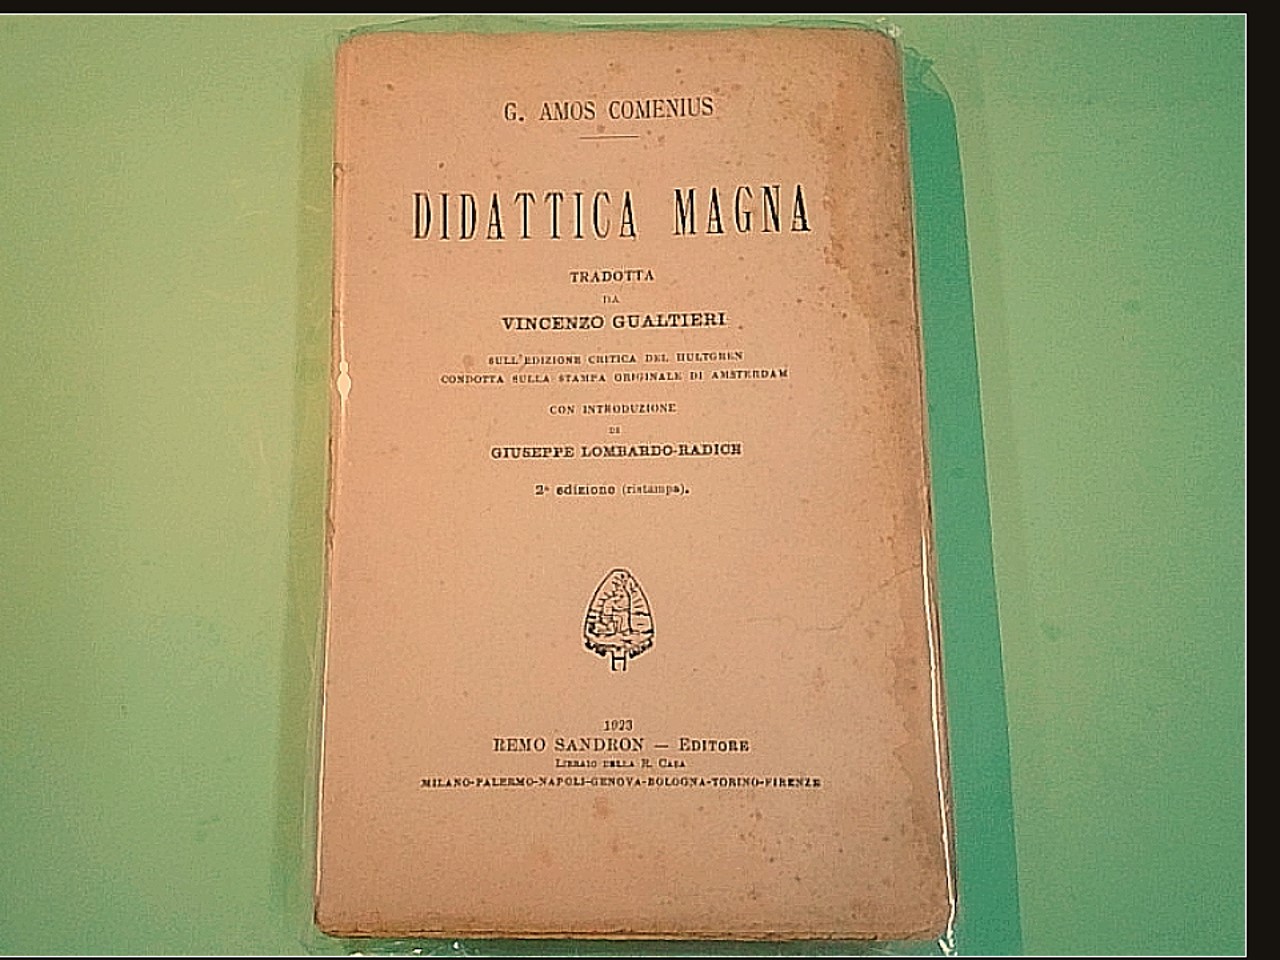 G. AMOS COMENIUS
DIDATTICA MAGNA
TRADOTTA
DA
VINCENZO GUALTIERI
SULL'EDIZIONE CRITICA DEL HULTGREN
CONDOTTA SULLA STAMPA ORIGINALE DI AMSTERDAM
CON INTRODUZIONE
DI
GIUSEPPE LOMBARDO-RADICE
2ª edizione (ristampa).
H
1923
REMO SANDRON — EDITORE
LIBRAIO DELLA R. CASA
MILANO-PALERMO-NAPOLI-GENOVA-BOLOGNA-TORINO-FIRENZE